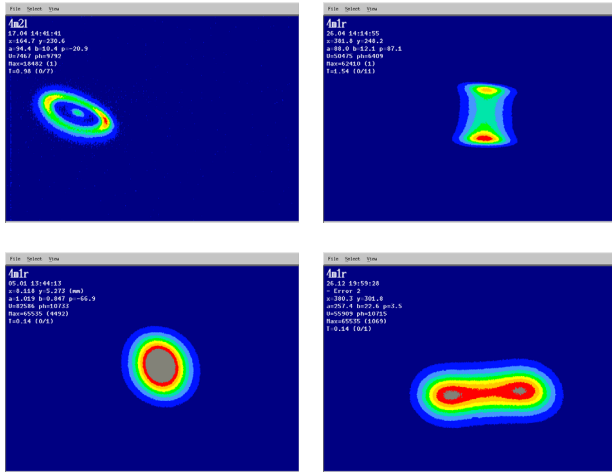 File Select View
4m2l
17.04 14:41:41
x=164.7 y=230.6
a=94.4 b=10.4 p=-20.9
U=7467 ph=9792
Max=18482 (1)
T=0.98 (0/7)
File Select View
4m1r
26.04 14:14:55
x=381.8 y=248.2
a=88.0 b=12.1 p=87.1
U=50475 ph=6409
Max=62410 (1)
T=1.54 (0/11)
File Select View
4m1r
05.01 13:44:13
x=8.118 y=5.273 (mm)
a=1.019 b=0.847 p=-66.9
U=82586 ph=10733
Max=65535 (4492)
T=0.14 (0/1)
File Select View
4m1r
26.12 19:59:28
- Error 2
x=380.3 y=301.8
a=257.4 b=22.6 p=3.5
U=55909 ph=10715
Max=65535 (1069)
T=0.14 (0/1)